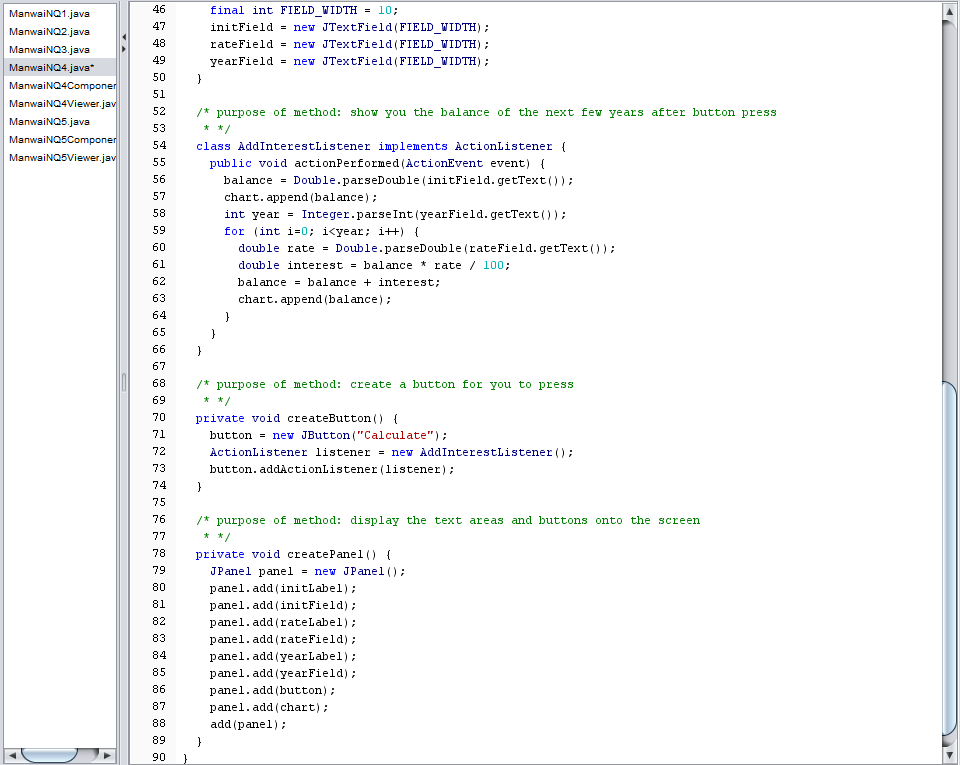 ManwaiNQ1.java
ManwaiNQ2.java
ManwaiNQ3.java
ManwaiNQ4.java*
ManwaiNQ4Componer
ManwaiNQ4Viewer.jav
ManwaiNQ5.java
ManwaiNQ5Componer
ManwaiNQ5Viewer.jav
46 final int FIELD_WIDTH = 10;
47 initField = new JTextField(FIELD_WIDTH);
48 rateField = new JTextField(FIELD_WIDTH);
49 yearField = new JTextField(FIELD_WIDTH);
50 }
51
52 /* purpose of method: show you the balance of the next few years after button press
53 * */
54 class AddInterestListener implements ActionListener {
55 public void actionPerformed(ActionEvent event) {
56 balance = Double.parseDouble(initField.getText());
57 chart.append(balance);
58 int year = Integer.parseInt(yearField.getText());
59 for (int i=0; i<year; i++) {
60 double rate = Double.parseDouble(rateField.getText());
61 double interest = balance * rate / 100;
62 balance = balance + interest;
63 chart.append(balance);
64 }
65 }
66 }
67
68 /* purpose of method: create a button for you to press
69 * */
70 private void createButton() {
71 button = new JButton("Calculate");
72 ActionListener listener = new AddInterestListener();
73 button.addActionListener(listener);
74 }
75
76 /* purpose of method: display the text areas and buttons onto the screen
77 * */
78 private void createPanel() {
79 JPanel panel = new JPanel();
80 panel.add(initLabel);
81 panel.add(initField);
82 panel.add(rateLabel);
83 panel.add(rateField);
84 panel.add(yearLabel);
85 panel.add(yearField);
86 panel.add(button);
87 panel.add(chart);
88 add(panel);
89 }
90 }